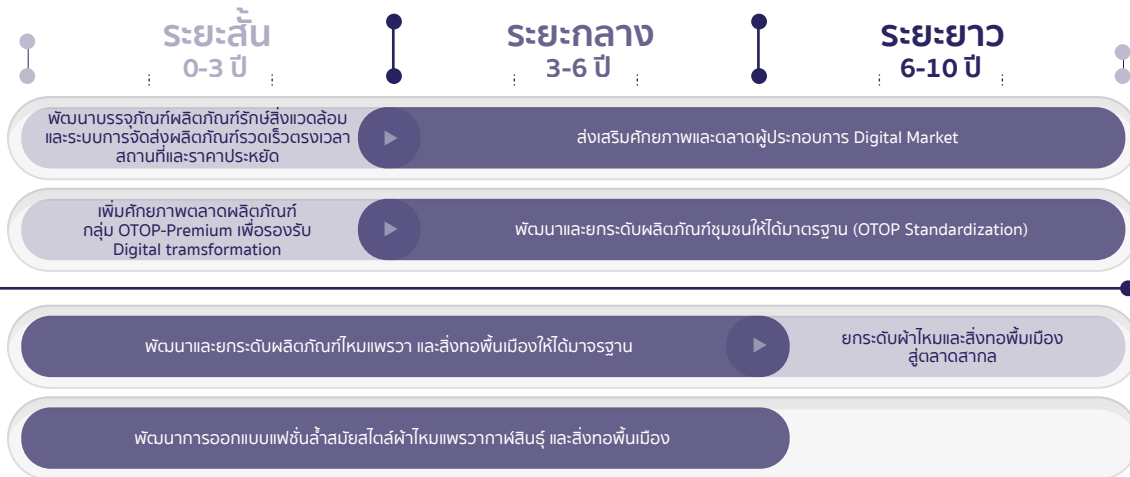 ระยะสั้น
0-3 ปี
ระยะกลาง
3-6 ปี
ระยะยาว
6-10 ปี
พัฒนาบรรจุภัณฑ์ผลิตภัณฑ์รักษ์สิ่งแวดล้อม
และระบบการจัดส่งผลิตภัณฑ์รวดเร็วตรงเวลา
สถานที่และราคาประหยัด
ส่งเสริมศักยภาพและตลาดผู้ประกอบการ Digital Market
เพิ่มศักยภาพตลาดผลิตภัณฑ์
กลุ่ม OTOP-Premium เพื่อรองรับ
Digital tramsformation
พัฒนาและยกระดับผลิตภัณฑ์ชุมชนให้ได้มาตรฐาน (OTOP Standardization)
พัฒนาและยกระดับผลิตภัณฑ์ไหมแพรวา และสิ่งทอพื้นเมืองให้ได้มาจรฐาน
ยกระดับผ้าไหมและสิ่งทอพื้มเมือง
สู่ตลาดสากล
พัฒนาการออกแบบแฟชั่นล้ำสมัยสไตล์ผ้าไหมแพรวากาฬสินธุ์ และสิ่งทอพื้นเมือง